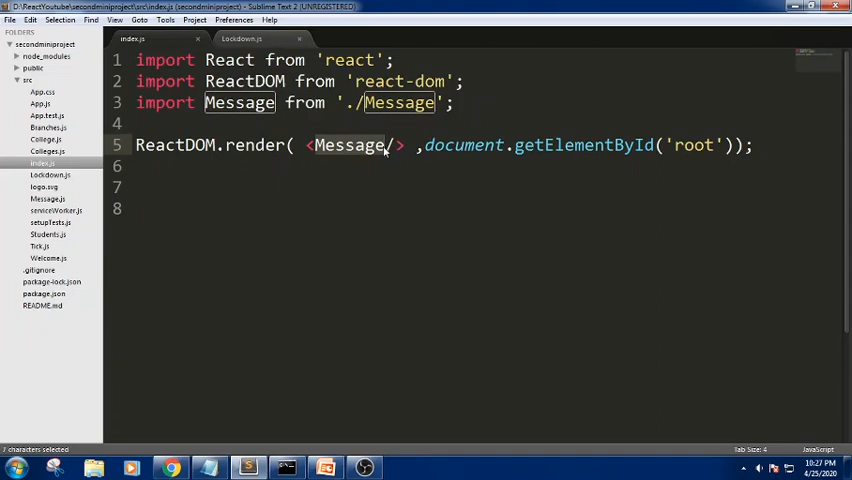 D:\ReactYoutube\secondminiproject\src\index.js (secondminiproject) - Sublime Text 2 (UNREGISTERED)
File Edit Selection Find View Goto Tools Project Preferences Help
FOLDERS
secondminiproject
node_modules
public
src
App.css
App.js
App.test.js
Branches.js
College.js
Colleges.js
index.js
Lockdown.js
logo.svg
Message.js
serviceWorker.js
setupTests.js
Students.js
Tick.js
Welcome.js
.gitignore
package-lock.json
package.json
README.md
index.js × Lockdown.js ×
1 import React from 'react';
2 import ReactDOM from 'react-dom';
3 import Message from './Message';
4
5 ReactDOM.render( <Message/> ,document.getElementById('root'));
6
7
8
7 characters selected Tab Size: 4 JavaScript
10:27 PM
4/25/2020